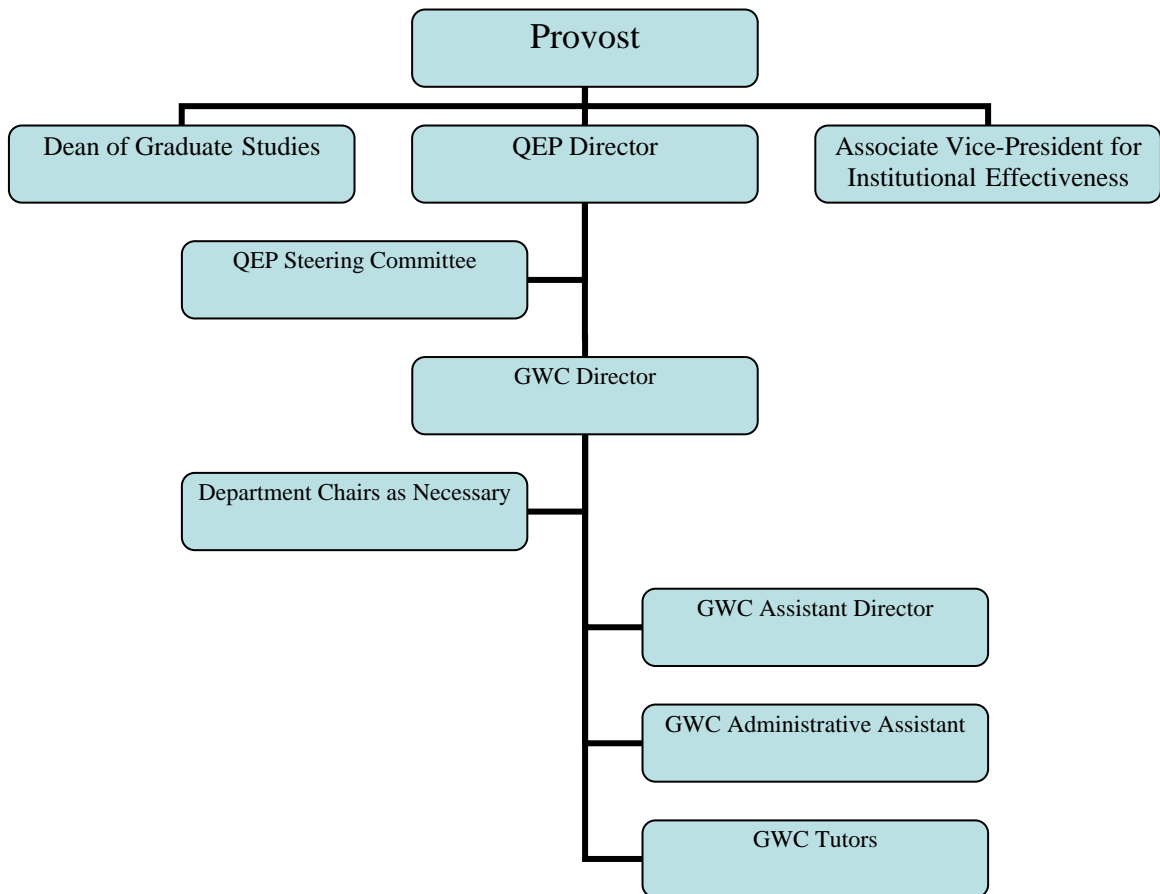 Provost
Dean of Graduate Studies
QEP Director
Associate Vice-President for
Institutional Effectiveness
QEP Steering Committee
GWC Director
Department Chairs as Necessary
GWC Assistant Director
GWC Administrative Assistant
GWC Tutors